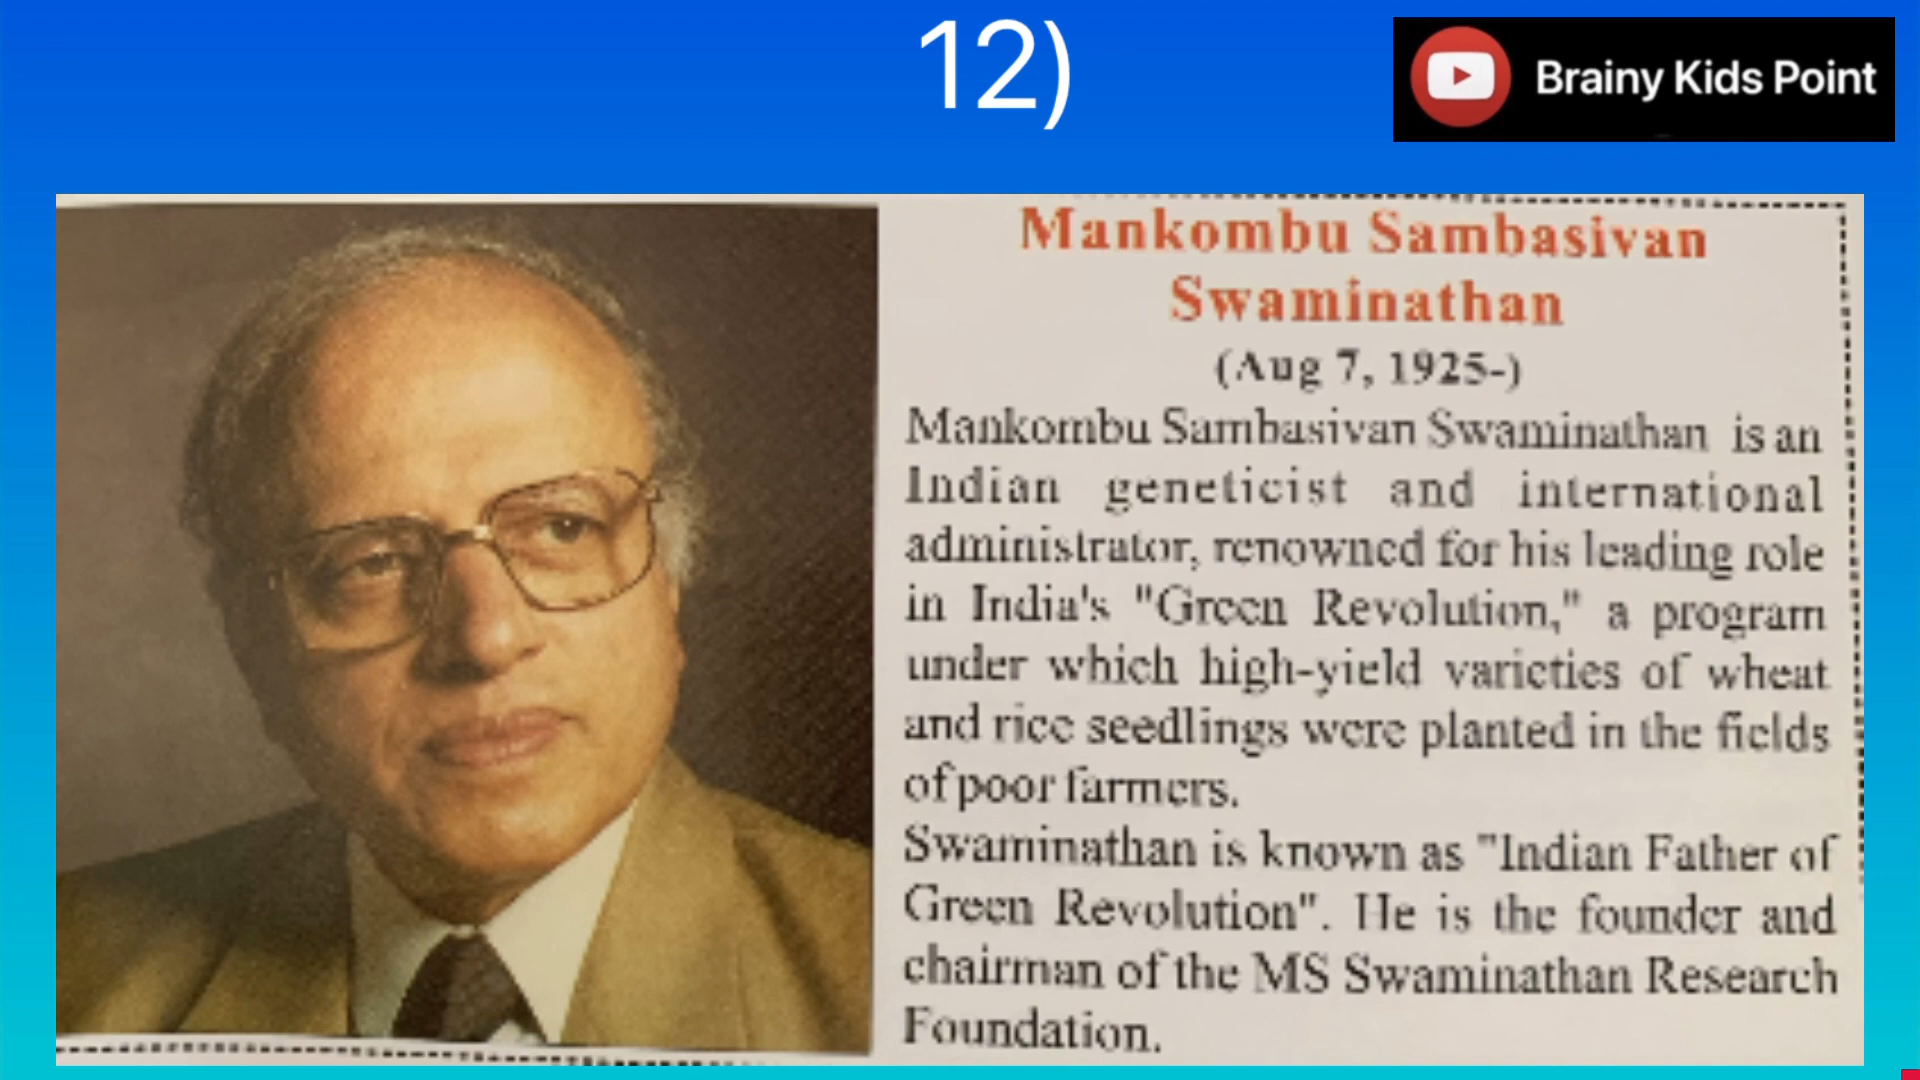 12)
Brainy Kids Point
Mankombu Sambasivan
Swaminathan
(Aug 7, 1925-)
Mankombu Sambasivan Swaminathan is an
Indian geneticist and international
administrator, renowned for his leading role
in India's "Green Revolution," a program
under which high-yield varieties of wheat
and rice seedlings were planted in the fields
of poor farmers.
Swaminathan is known as "Indian Father of
Green Revolution". He is the founder and
chairman of the MS Swaminathan Research
Foundation.